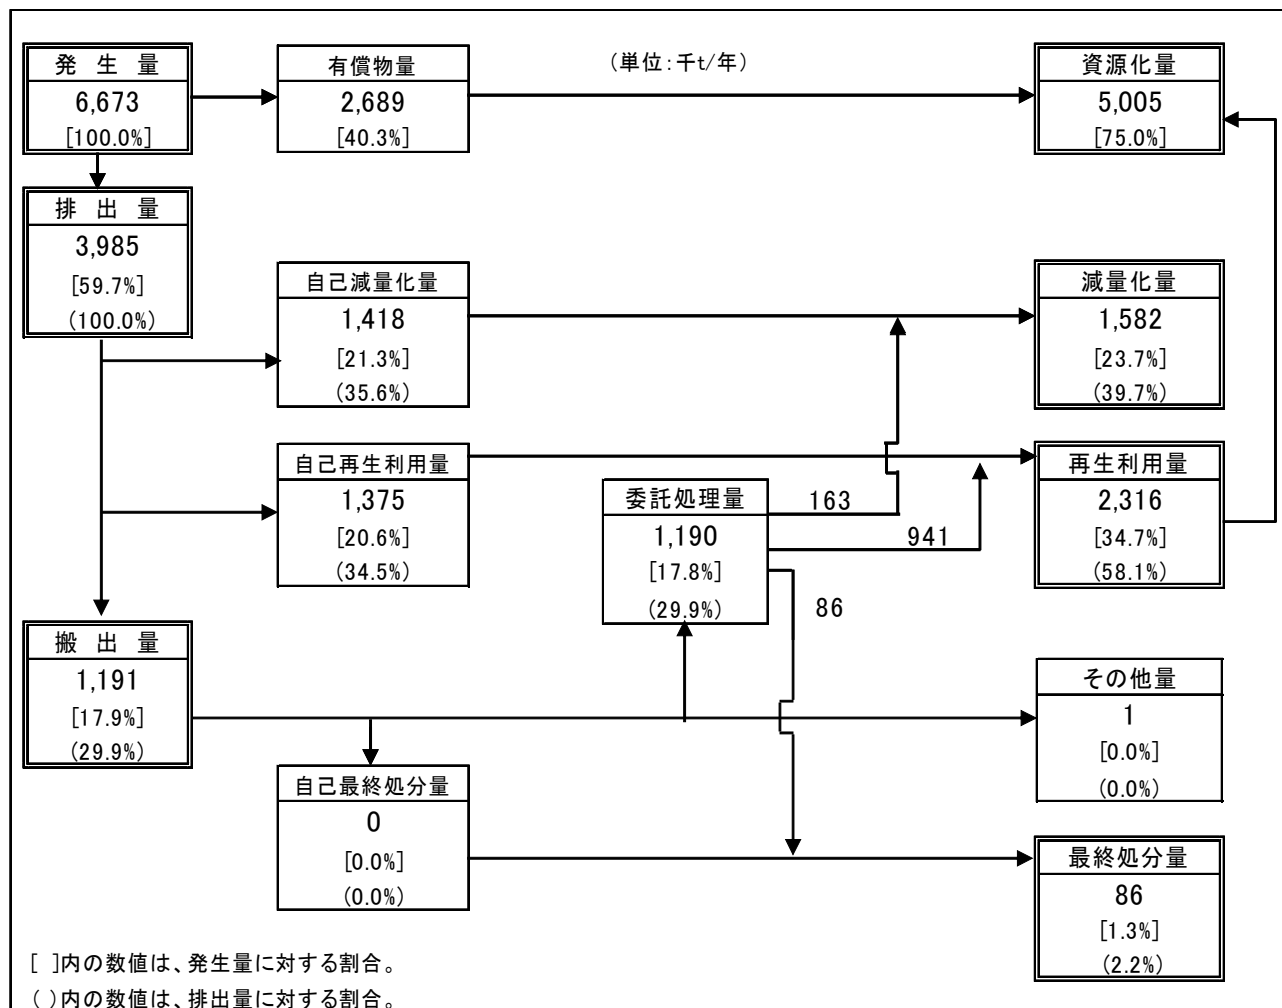 発 生 量
6,673
[100.0%]
有償物量
2,689
[40.3%]
(単位:千t/年)
資源化量
5,005
[75.0%]
排 出 量
3,985
[59.7%]
(100.0%)
自己減量化量
1,418
[21.3%]
(35.6%)
減量化量
1,582
[23.7%]
(39.7%)
自己再生利用量
1,375
[20.6%]
(34.5%)
委託処理量
1,190
[17.8%]
(29.9%)
163
941
86
再生利用量
2,316
[34.7%]
(58.1%)
搬 出 量
1,191
[17.9%]
(29.9%)
その他量
1
[0.0%]
(0.0%)
自己最終処分量
0
[0.0%]
(0.0%)
最終処分量
86
[1.3%]
(2.2%)
[ ]内の数値は、発生量に対する割合。
( )内の数値は、排出量に対する割合。